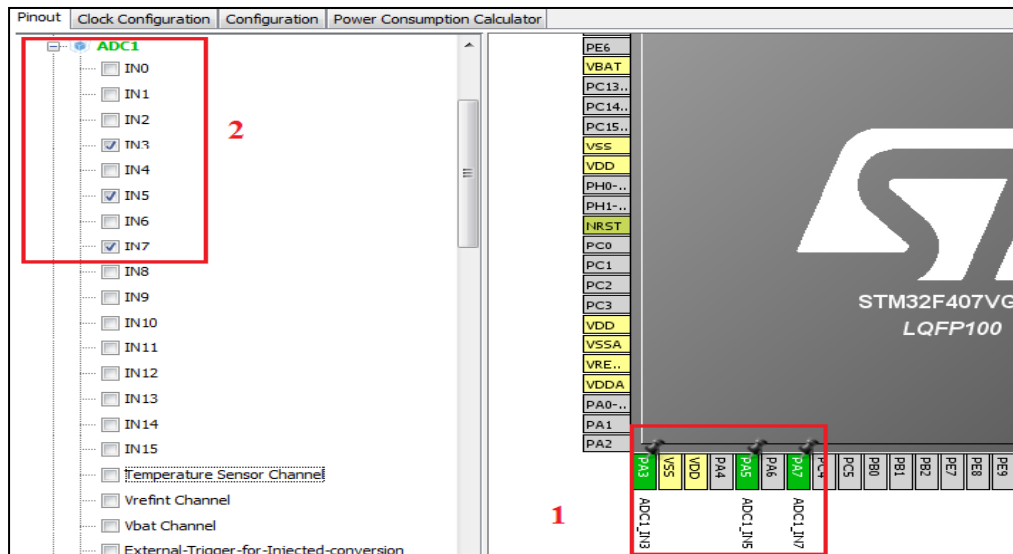 Pinout Clock Configuration Configuration Power Consumption Calculator
ADC1
IN0
IN1
IN2
IN3
IN4
IN5
IN6
IN7
IN8
IN9
IN10
IN11
IN12
IN13
IN14
IN15
Temperature Sensor Channel
Vrefint Channel
Vbat Channel
External-Trigger-for-Injected-conversion
2
PE6
VBAT
PC13..
PC14..
PC15..
VSS
VDD
PH0-..
PH1-..
NRST
PC0
PC1
PC2
PC3
VDD
VSSA
VRE..
VDDA
PA0-..
PA1
PA2
STM32F407VG
LQFP100
PA3 VSS VDD PA4 PA5 PA6 PA7 PC4 PC5 PB0 PB1 PB2 PE7 PE8 PE9
ADC1_IN3 ADC1_IN5 ADC1_IN7
1